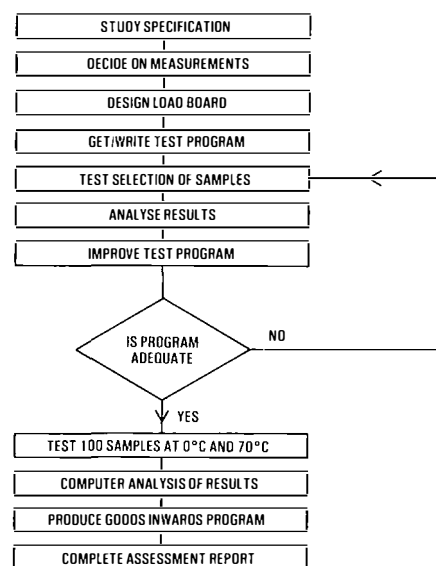 STUDY SPECIFICATION
DECIDE ON MEASUREMENTS
DESIGN LOAD BOARD
GET/WRITE TEST PROGRAM
TEST SELECTION OF SAMPLES
ANALYSE RESULTS
IMPROVE TEST PROGRAM
IS PROGRAM
ADEQUATE
NO
YES
TEST 100 SAMPLES AT 0°C AND 70°C
COMPUTER ANALYSIS OF RESULTS
PRODUCE GOODS INWARDS PROGRAM
COMPLETE ASSESSMENT REPORT